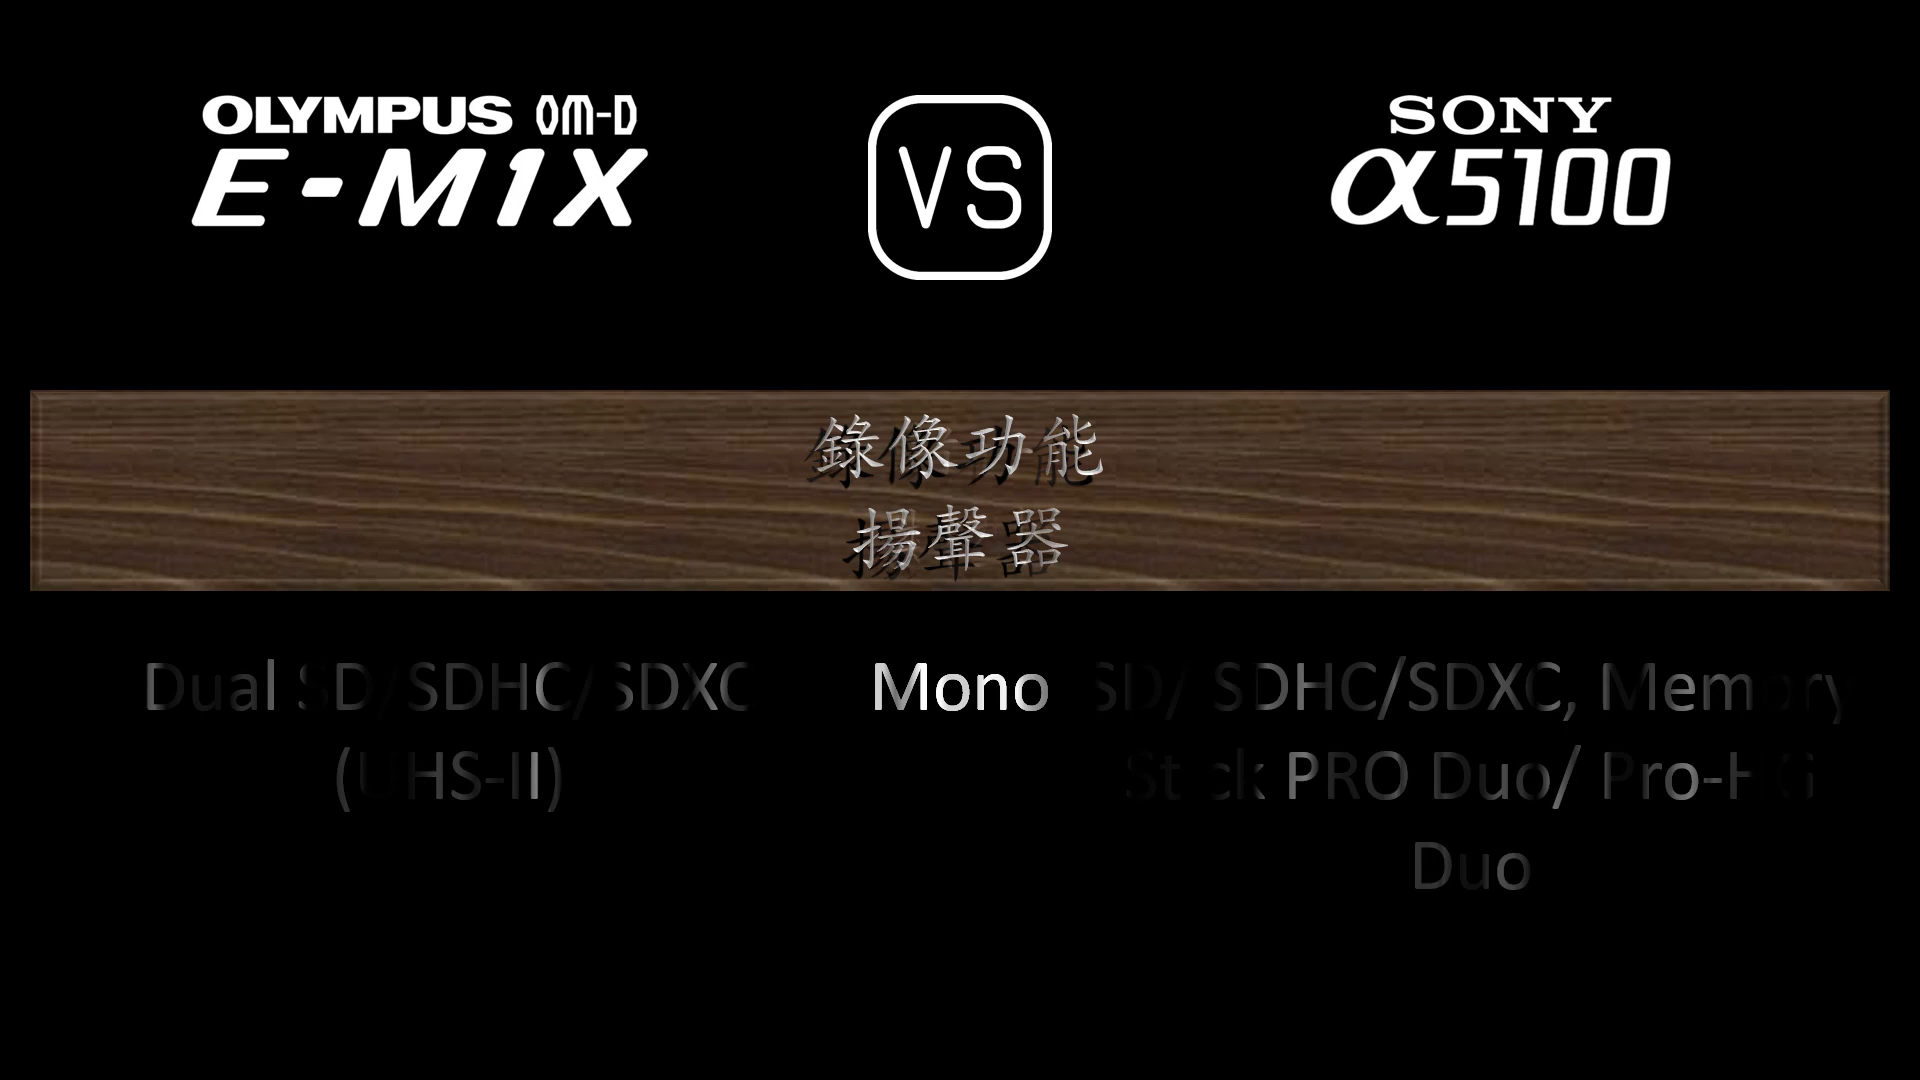 OLYMPUS OM-D
E-M1X
VS
SONY
α5100
錄像功能
揚聲器
Dual SD/SDHC/SDXC
(UHS-II)
Mono
SD/ SDHC/SDXC, Memory
Stick PRO Duo/ Pro-HG
Duo